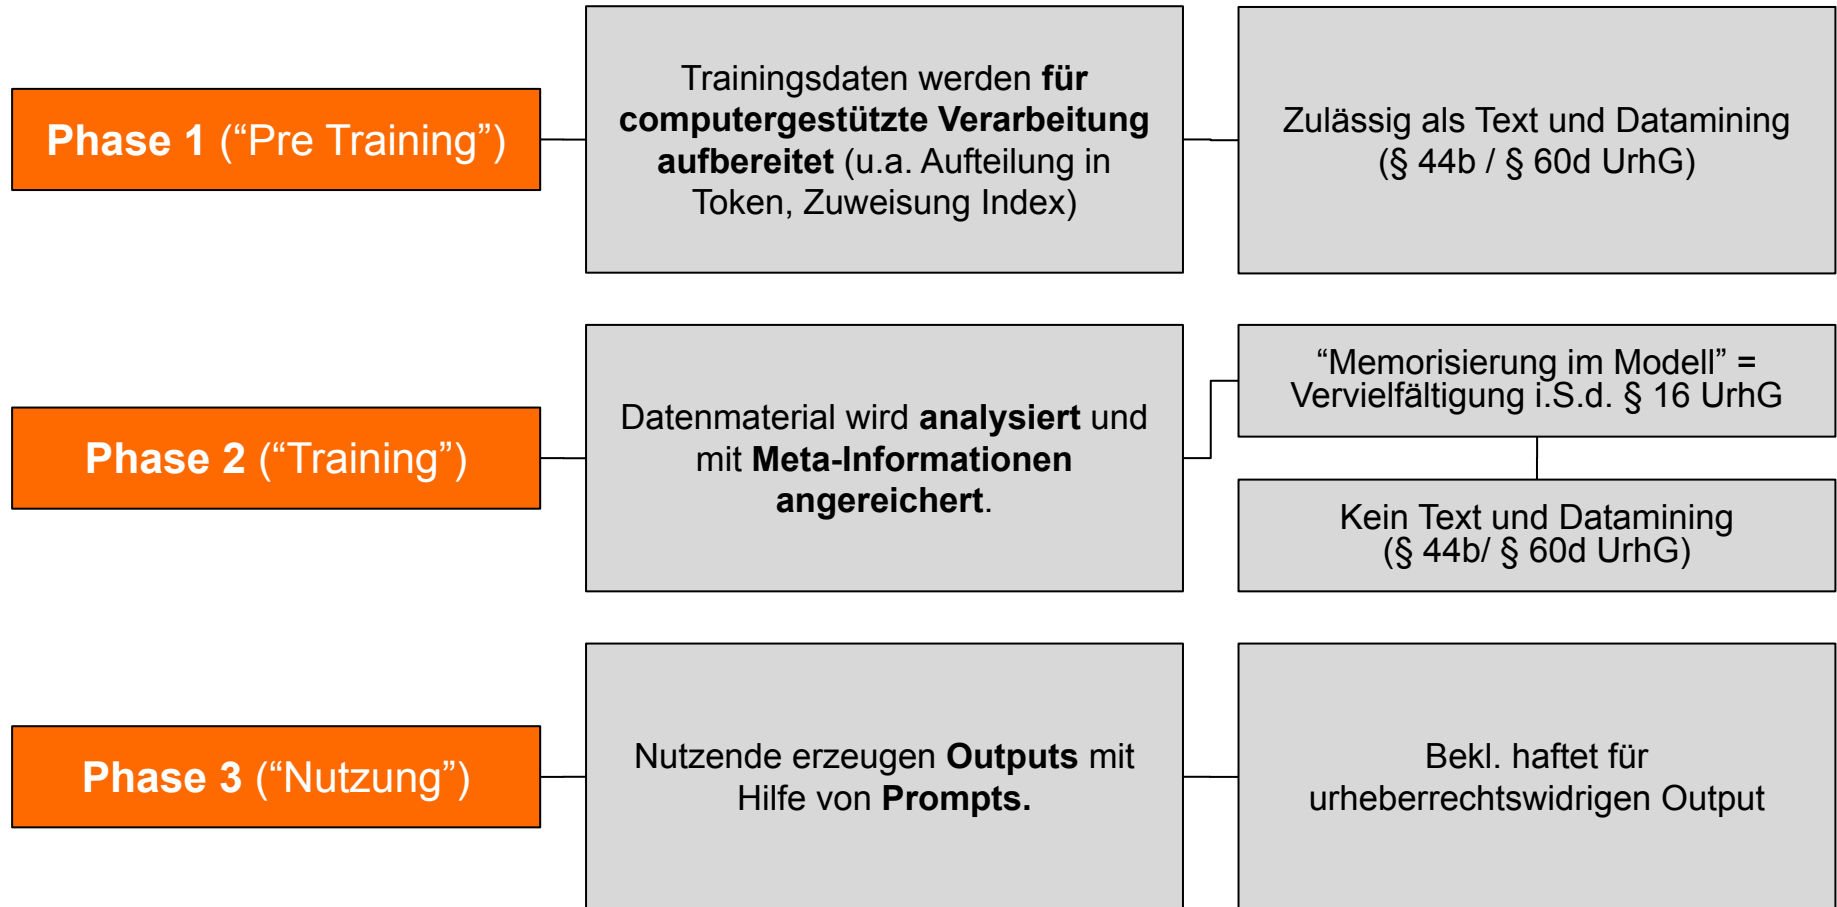 Phase 1 (“Pre Training”)
Trainingsdaten werden für
computergestützte Verarbeitung
aufbereitet (u.a. Aufteilung in
Token, Zuweisung Index)
Zulässig als Text und Datamining
(§ 44b / § 60d UrhG)
Phase 2 (“Training”)
Datenmaterial wird analysiert und
mit Meta-Informationen
angereichert.
“Memorisierung im Modell” =
Vervielfältigung i.S.d. § 16 UrhG
Kein Text und Datamining
(§ 44b/ § 60d UrhG)
Phase 3 (“Nutzung”)
Nutzende erzeugen Outputs mit
Hilfe von Prompts.
Bekl. haftet für
urheberrechtswidrigen Output